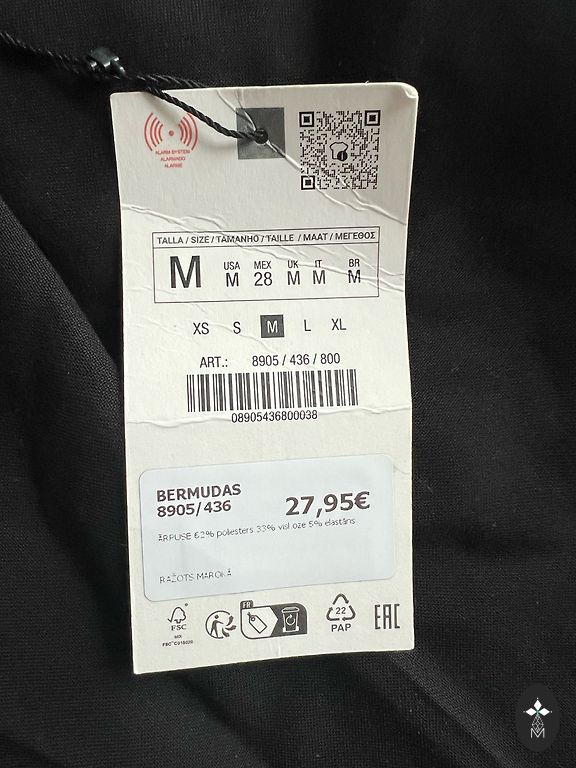 ALARM SYSTEM
ALARMADO
ALARME
TALLA / SIZE / TAMANHO / TAILLE / MAAT / ΜΕΓΕΘΟΣ
M USA M MEX 28 UK M IT M BR M
XS S M L XL
ART.: 8905 / 436 / 800
08905436800038
BERMUDAS
8905/436 27,95€
ĀRPUSE 62% poliesters 33% viskoze 5% elastāns
RAŽOTS MAROKĀ
FSC
MIX
FR
22
PAP
EAC
M